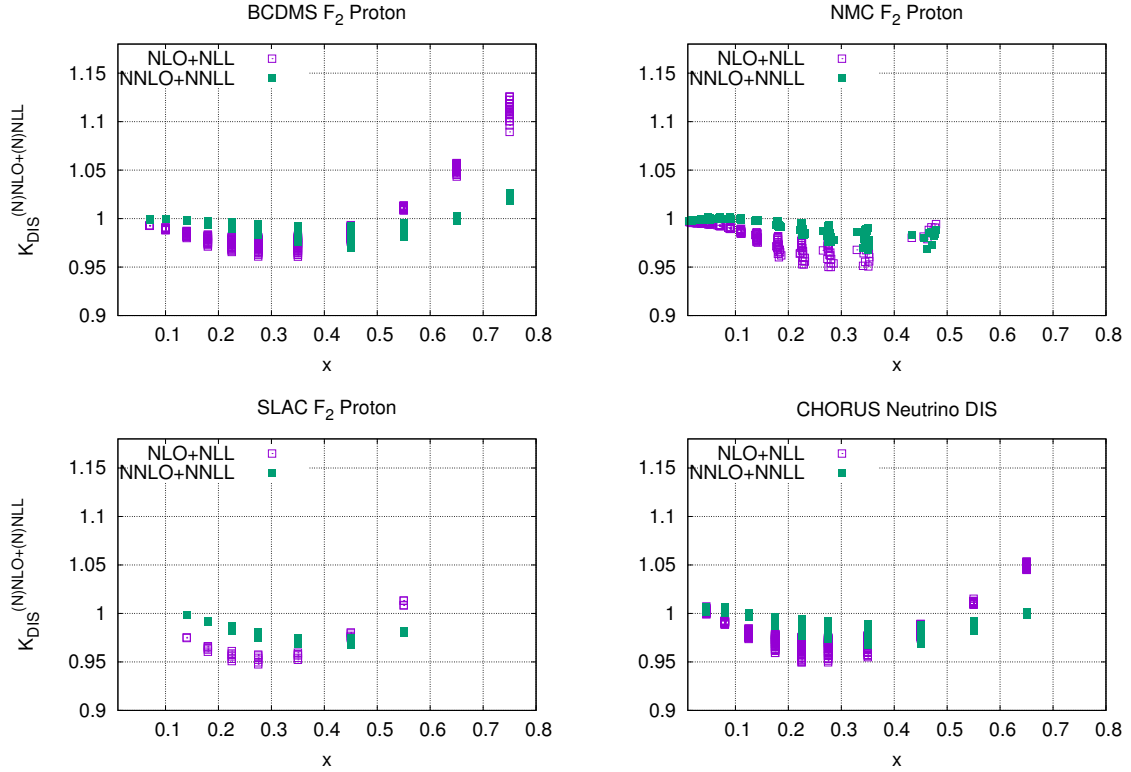 BCDMS F2 Proton
NLO+NLL
NNLO+NNLL
KDIS(N)NLO+(N)NLL
1.15
1.1
1.05
1
0.95
0.9
0.1 0.2 0.3 0.4 0.5 0.6 0.7 0.8
x
NMC F2 Proton
NLO+NLL
NNLO+NNLL
1.15
1.1
1.05
1
0.95
0.9
0.1 0.2 0.3 0.4 0.5 0.6 0.7 0.8
x
SLAC F2 Proton
NLO+NLL
NNLO+NNLL
KDIS(N)NLO+(N)NLL
1.15
1.1
1.05
1
0.95
0.9
0.1 0.2 0.3 0.4 0.5 0.6 0.7 0.8
x
CHORUS Neutrino DIS
NLO+NLL
NNLO+NNLL
1.15
1.1
1.05
1
0.95
0.9
0.1 0.2 0.3 0.4 0.5 0.6 0.7 0.8
x